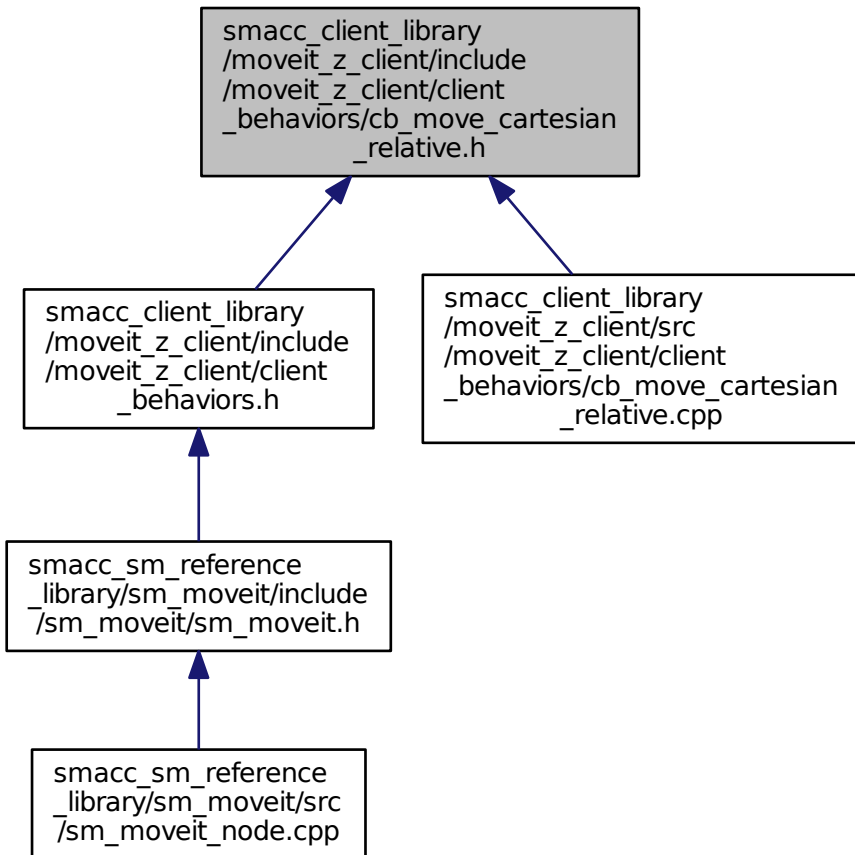 smacc_client_library
/moveit_z_client/include
/moveit_z_client/client
_behaviors/cb_move_cartesian
_relative.h
smacc_client_library
/moveit_z_client/include
/moveit_z_client/client
_behaviors.h
smacc_client_library
/moveit_z_client/src
/moveit_z_client/client
_behaviors/cb_move_cartesian
_relative.cpp
smacc_sm_reference
_library/sm_moveit/include
/sm_moveit/sm_moveit.h
smacc_sm_reference
_library/sm_moveit/src
/sm_moveit_node.cpp